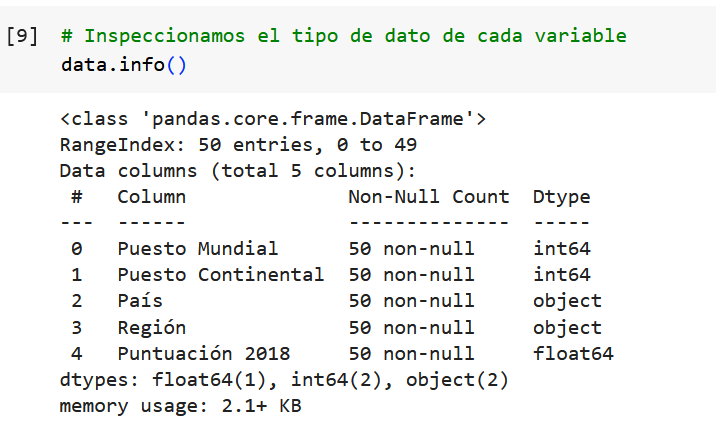 [9] # Inspeccionamos el tipo de dato de cada variable
data.info()
<class 'pandas.core.frame.DataFrame'>
RangeIndex: 50 entries, 0 to 49
Data columns (total 5 columns):
 #   Column              Non-Null Count  Dtype
---  ------              --------------  -----
 0   Puesto Mundial      50 non-null     int64
 1   Puesto Continental  50 non-null     int64
 2   País                50 non-null     object
 3   Región              50 non-null     object
 4   Puntuación 2018     50 non-null     float64
dtypes: float64(1), int64(2), object(2)
memory usage: 2.1+ KB